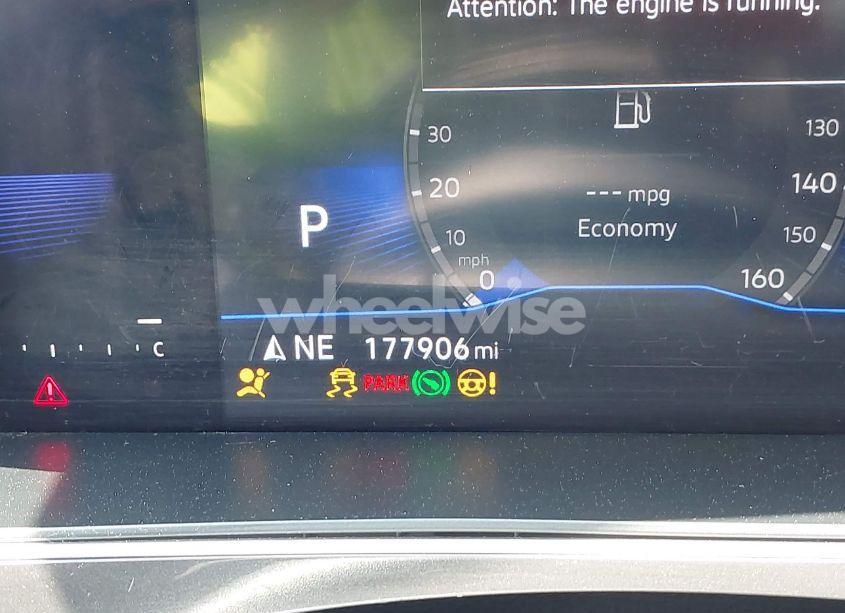 Attention: The engine is running.
30
130
20
140
--- mpg
P
Economy
10
150
mph
0
160
wheelwise
C
NE 177906 mi
PARK